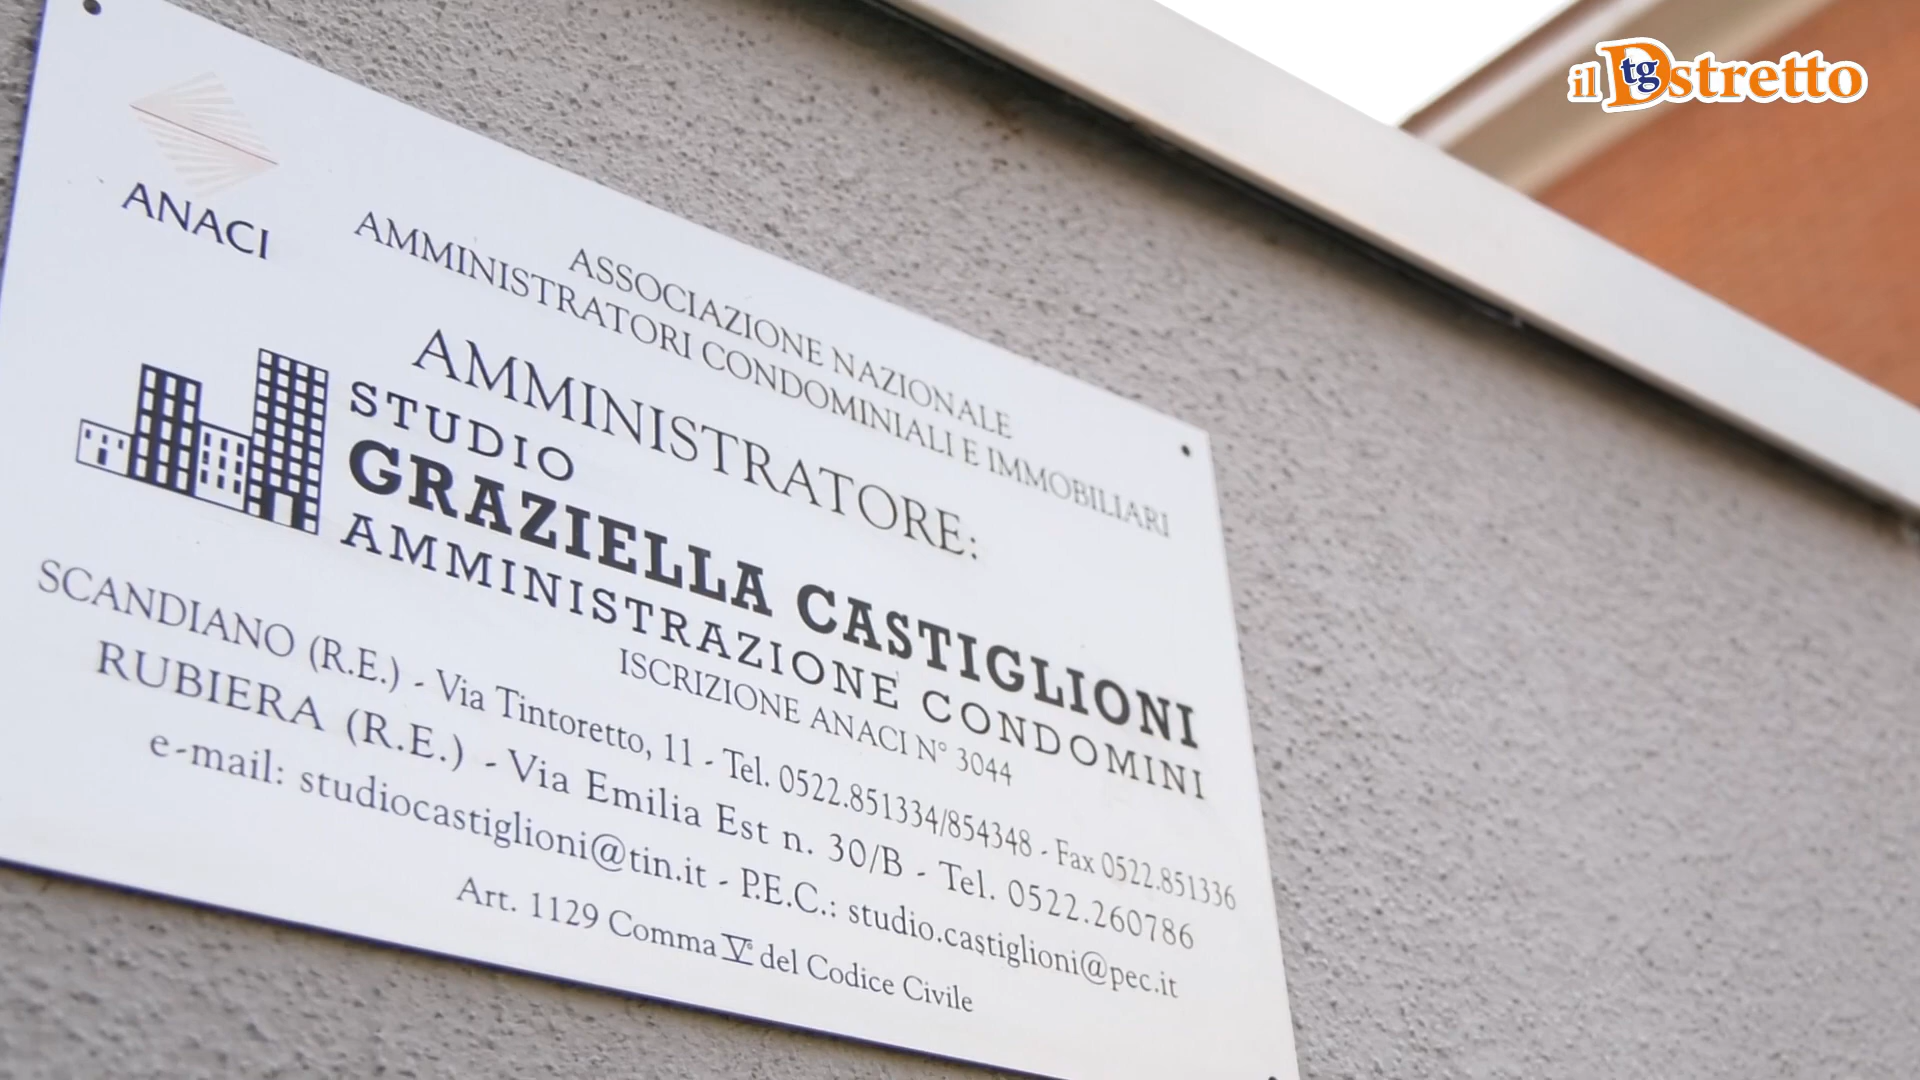 il tg Distretto
ANACI
ASSOCIAZIONE NAZIONALE
AMMINISTRATORI CONDOMINIALI E IMMOBILIARI
AMMINISTRATORE:
STUDIO
GRAZIELLA CASTIGLIONI
AMMINISTRAZIONE CONDOMINI
ISCRIZIONE ANACI N° 3044
SCANDIANO (R.E.) - Via Tintoretto, 11 - Tel. 0522.851334/854348 - Fax 0522.851336
RUBIERA (R.E.) - Via Emilia Est n. 30/B - Tel. 0522.260786
e-mail: studiocastiglioni@tin.it - P.E.C.: studio.castiglioni@pec.it
Art. 1129 Comma V° del Codice Civile